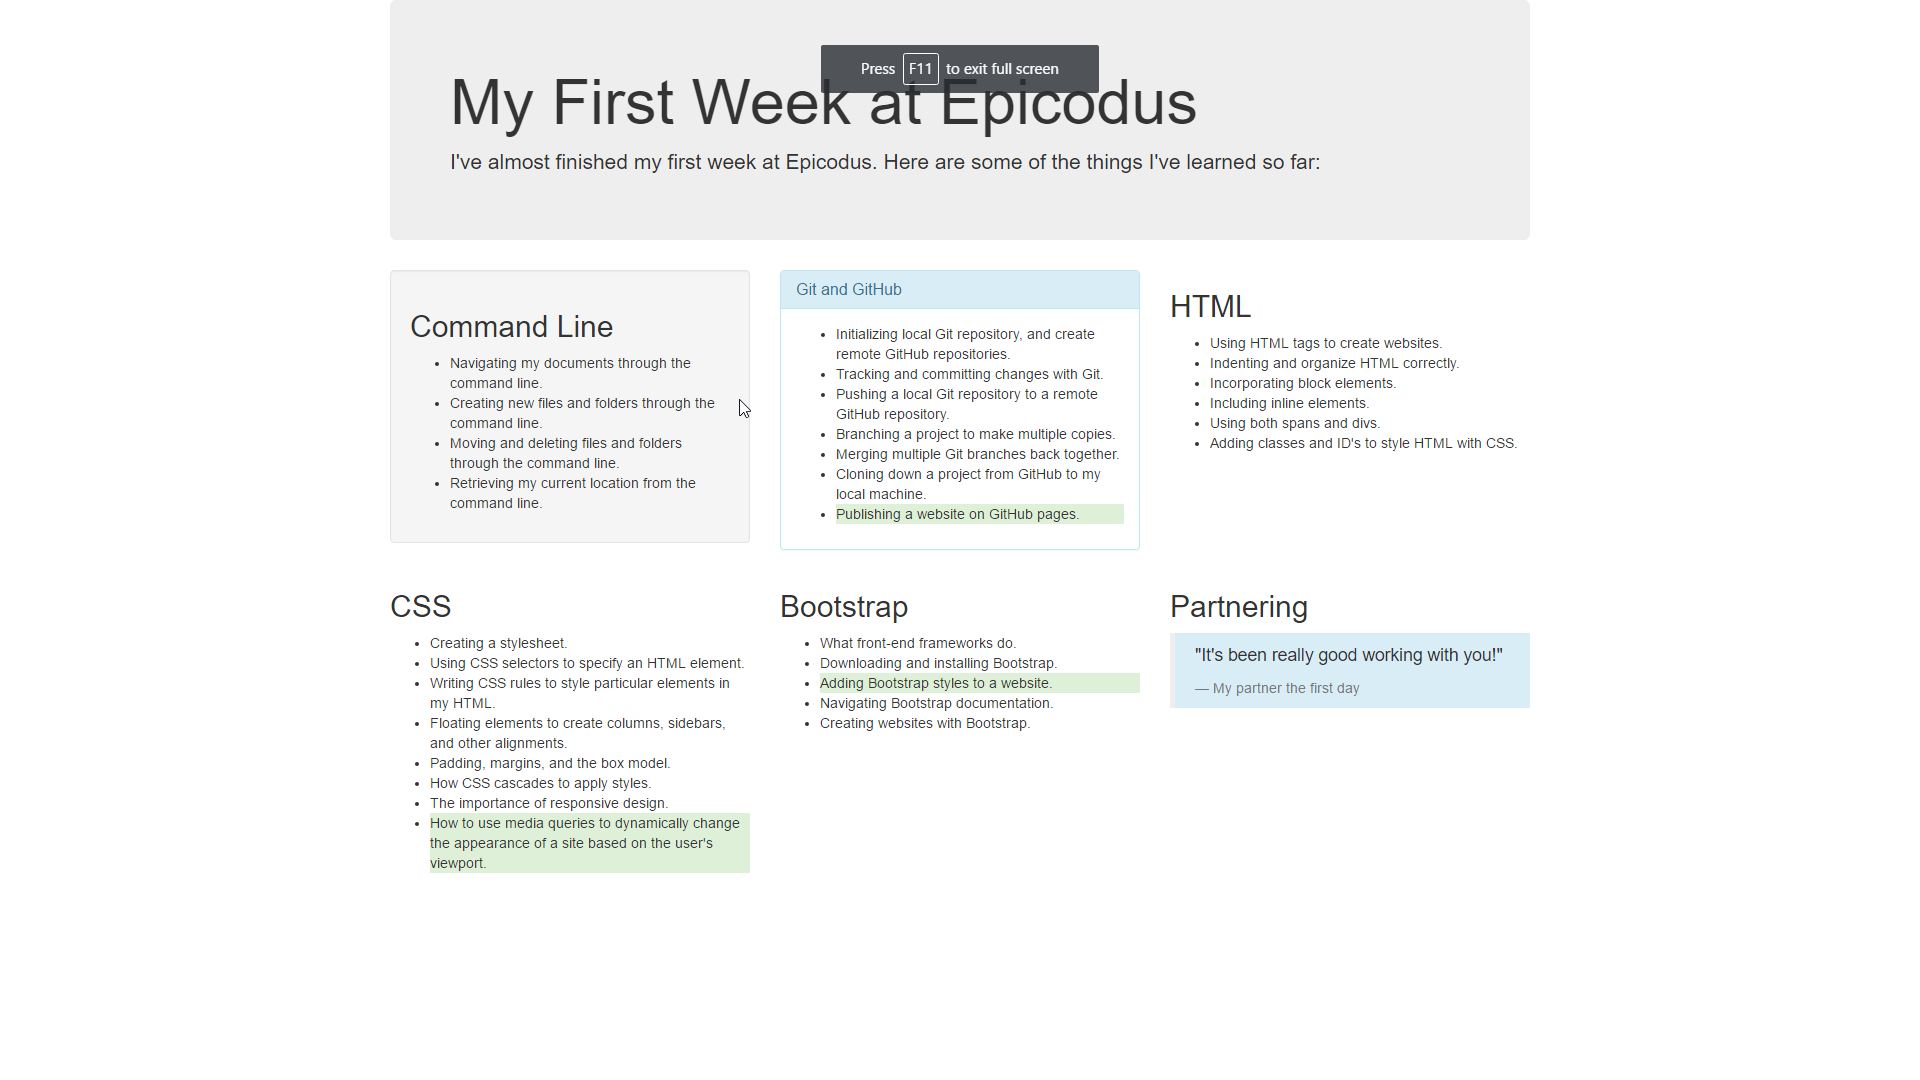 Press F11 to exit full screen
My First Week at Epicodus
I've almost finished my first week at Epicodus. Here are some of the things I've learned so far:
Command Line
Navigating my documents through the
command line.
Creating new files and folders through the
command line.
Moving and deleting files and folders
through the command line.
Retrieving my current location from the
command line.
Git and GitHub
Initializing local Git repository, and create
remote GitHub repositories.
Tracking and committing changes with Git.
Pushing a local Git repository to a remote
GitHub repository.
Branching a project to make multiple copies.
Merging multiple Git branches back together.
Cloning down a project from GitHub to my
local machine.
Publishing a website on GitHub pages.
HTML
Using HTML tags to create websites.
Indenting and organize HTML correctly.
Incorporating block elements.
Including inline elements.
Using both spans and divs.
Adding classes and ID's to style HTML with CSS.
CSS
Creating a stylesheet.
Using CSS selectors to specify an HTML element.
Writing CSS rules to style particular elements in
my HTML.
Floating elements to create columns, sidebars,
and other alignments.
Padding, margins, and the box model.
How CSS cascades to apply styles.
The importance of responsive design.
How to use media queries to dynamically change
the appearance of a site based on the user's
viewport.
Bootstrap
What front-end frameworks do.
Downloading and installing Bootstrap.
Adding Bootstrap styles to a website.
Navigating Bootstrap documentation.
Creating websites with Bootstrap.
Partnering
"It's been really good working with you!"
— My partner the first day